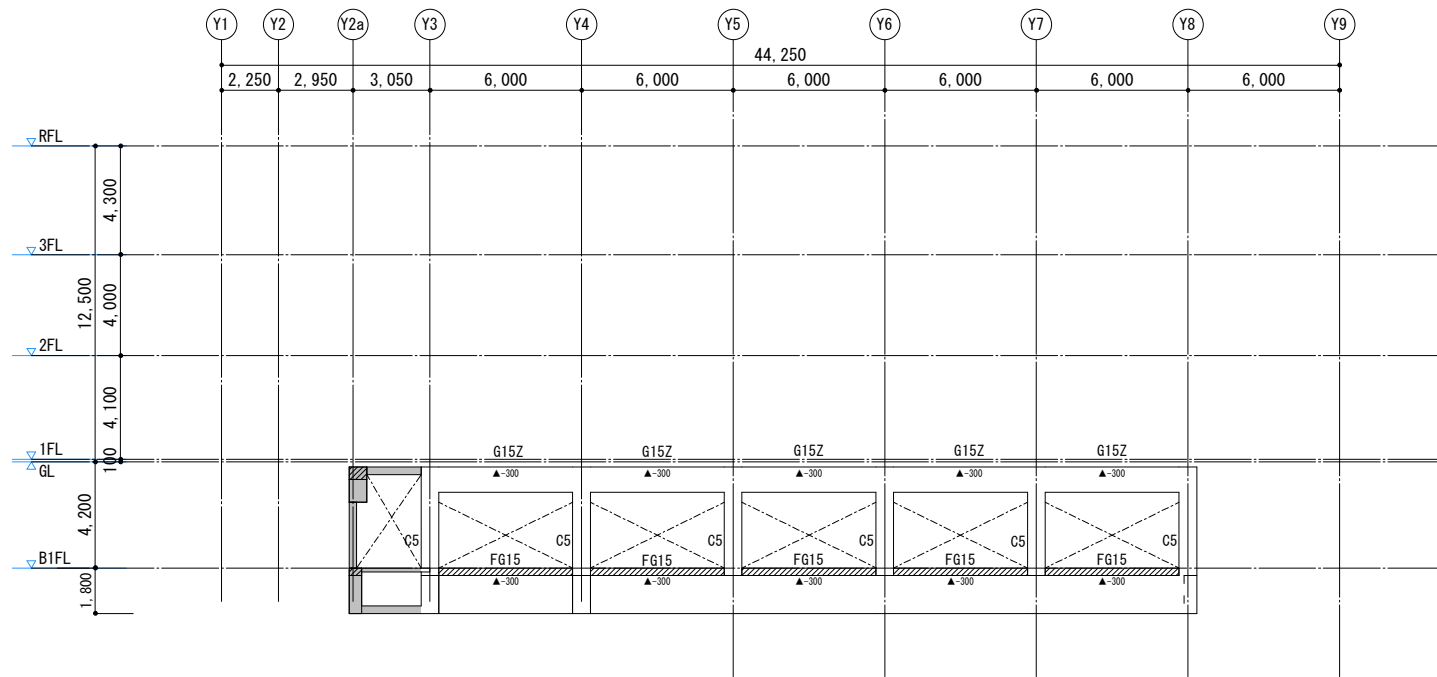 Y1 Y2 Y2a Y3 Y4 Y5 Y6 Y7 Y8 Y9
44,250
2,250 2,950 3,050 6,000 6,000 6,000 6,000 6,000 6,000
RFL
4,300
3FL
12,500
4,000
2FL
4,100
1FL
100
GL
G15Z G15Z G15Z G15Z G15Z
▲-300 ▲-300 ▲-300 ▲-300 ▲-300
4,200
C5 C5 C5 C5 C5 C5
B1FL
FG15 FG15 FG15 FG15 FG15
▲-300 ▲-300 ▲-300 ▲-300 ▲-300
1,800